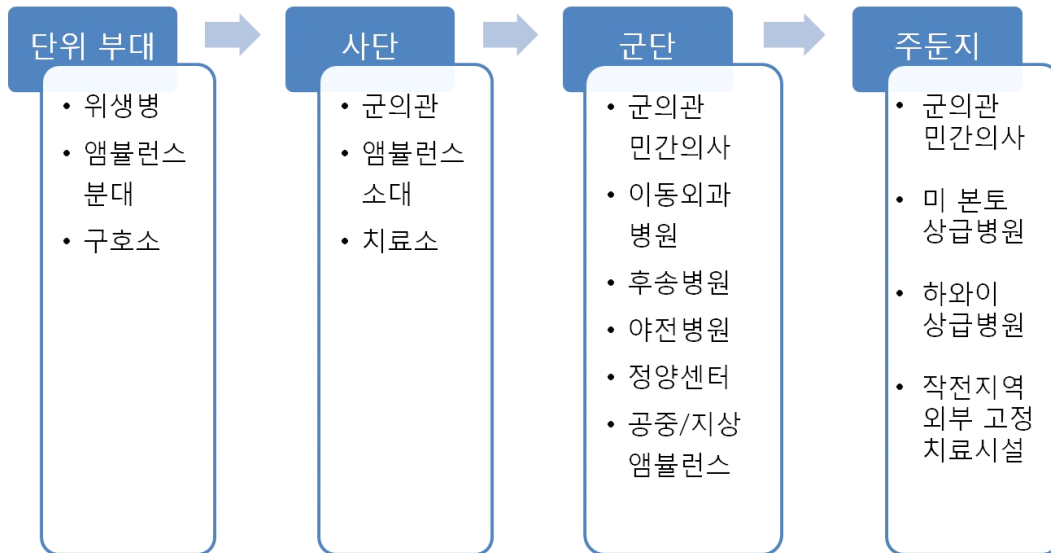 단위 부대
• 위생병
• 앰뷸런스
분대
• 구호소
사단
• 군의관
• 앰뷸런스
소대
• 치료소
군단
• 군의관
민간의사
• 이동외과
병원
• 후송병원
• 야전병원
• 정양센터
• 공중/지상
앰뷸런스
주둔지
• 군의관
민간의사
• 미 본토
상급병원
• 하와이
상급병원
• 작전지역
외부 고정
치료시설